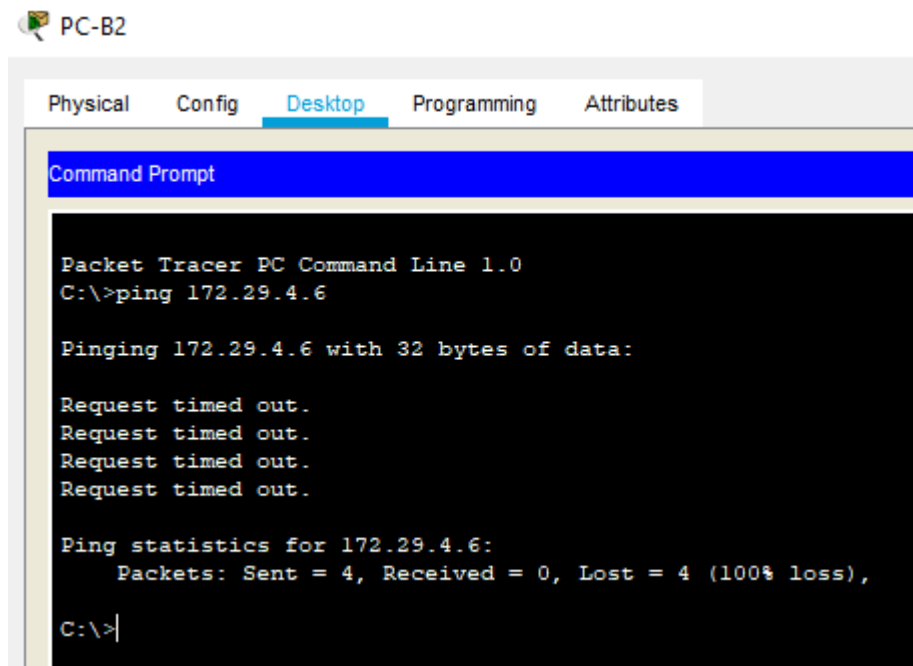 PC-B2
Physical Config Desktop Programming Attributes
Command Prompt
Packet Tracer PC Command Line 1.0
C:\>ping 172.29.4.6
Pinging 172.29.4.6 with 32 bytes of data:
Request timed out.
Request timed out.
Request timed out.
Request timed out.
Ping statistics for 172.29.4.6:
Packets: Sent = 4, Received = 0, Lost = 4 (100% loss),
C:\>